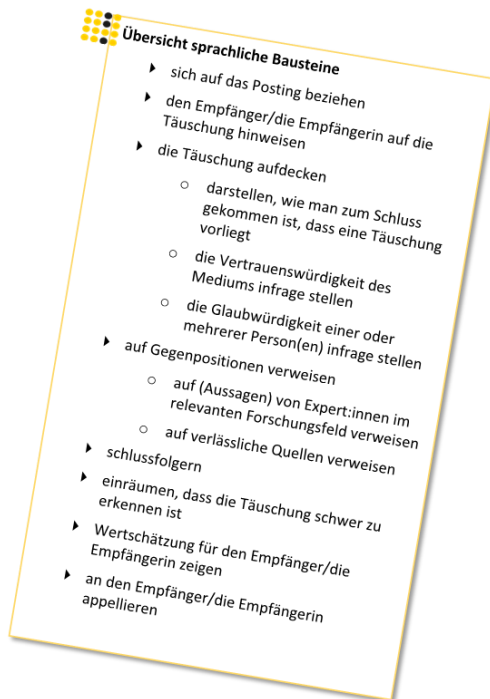 Übersicht sprachliche Bausteine
sich auf das Posting beziehen
den Empfänger/die Empfängerin auf die
Täuschung hinweisen
die Täuschung aufdecken
darstellen, wie man zum Schluss
gekommen ist, dass eine Täuschung
vorliegt
die Vertrauenswürdigkeit des
Mediums infrage stellen
die Glaubwürdigkeit einer oder
mehrerer Person(en) infrage stellen
auf Gegenpositionen verweisen
auf (Aussagen) von Expert:innen im
relevanten Forschungsfeld verweisen
auf verlässliche Quellen verweisen
schlussfolgern
einräumen, dass die Täuschung schwer zu
erkennen ist
Wertschätzung für den Empfänger/die
Empfängerin zeigen
an den Empfänger/die Empfängerin
appellieren